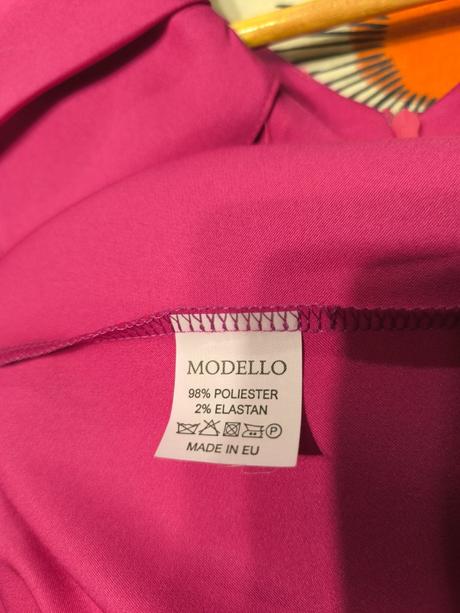 MODELLO
98% POLIESTER
2% ELASTAN
P
MADE IN EU